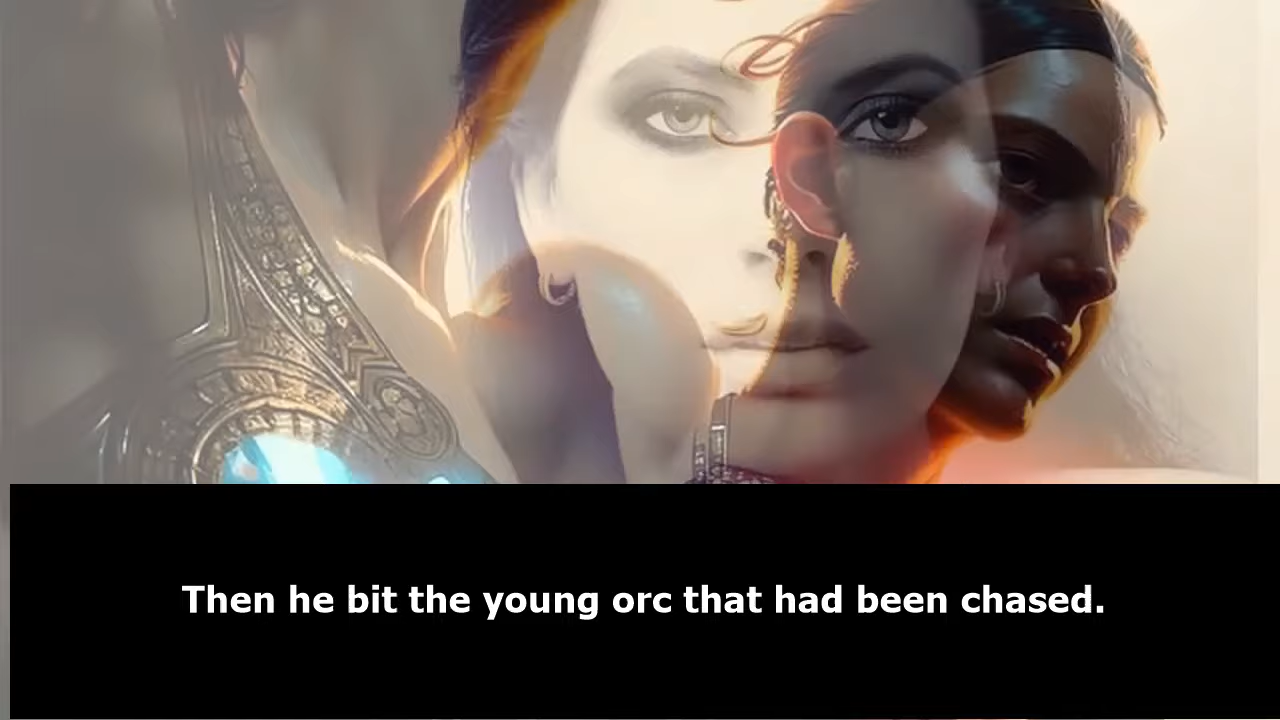 Then he bit the young orc that had been chased.